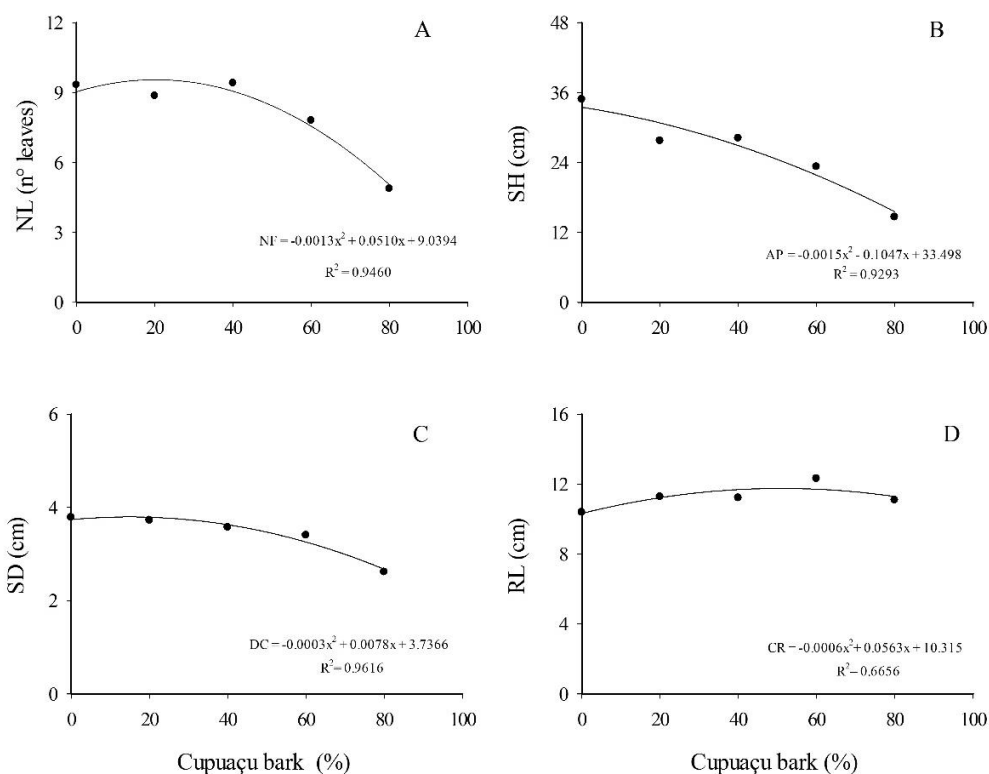 A
B
12
9
6
3
0
NL (n° leaves)
NF = -0.0013x² + 0.0510x + 9.0394
R² = 0.9460
0 20 40 60 80 100
48
36
24
12
0
SH (cm)
AP = -0.0015x² - 0.1047x + 33.498
R² = 0.9293
0 20 40 60 80 100
C
D
6
4
2
0
SD (cm)
DC = -0.0003x² + 0.0078x + 3.7366
R² = 0.9616
0 20 40 60 80 100
Cupuaçu bark (%)
16
12
8
4
0
RL (cm)
CR = -0.0006x² + 0.0563x + 10.315
R² = 0.6656
0 20 40 60 80 100
Cupuaçu bark (%)